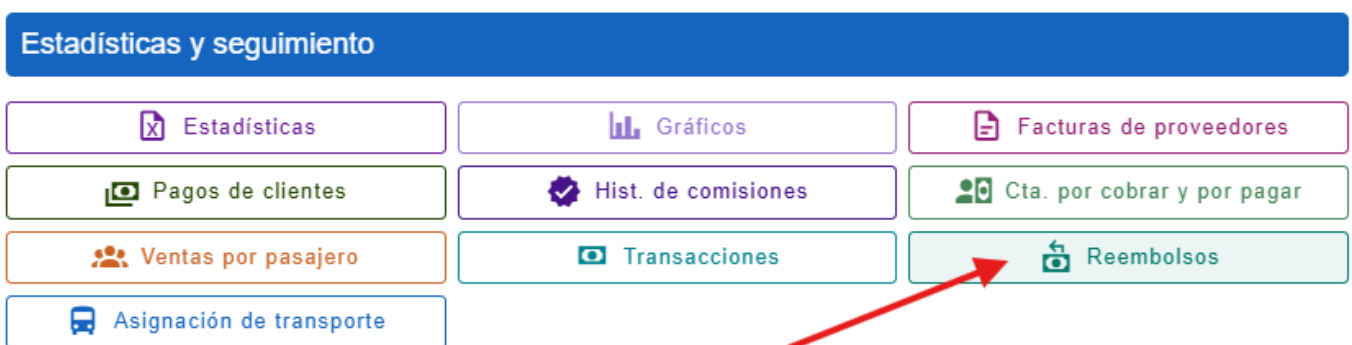 Estadísticas y seguimiento
Estadísticas
Gráficos
Facturas de proveedores
Pagos de clientes
Hist. de comisiones
Cta. por cobrar y por pagar
Ventas por pasajero
Transacciones
Reembolsos
Asignación de transporte